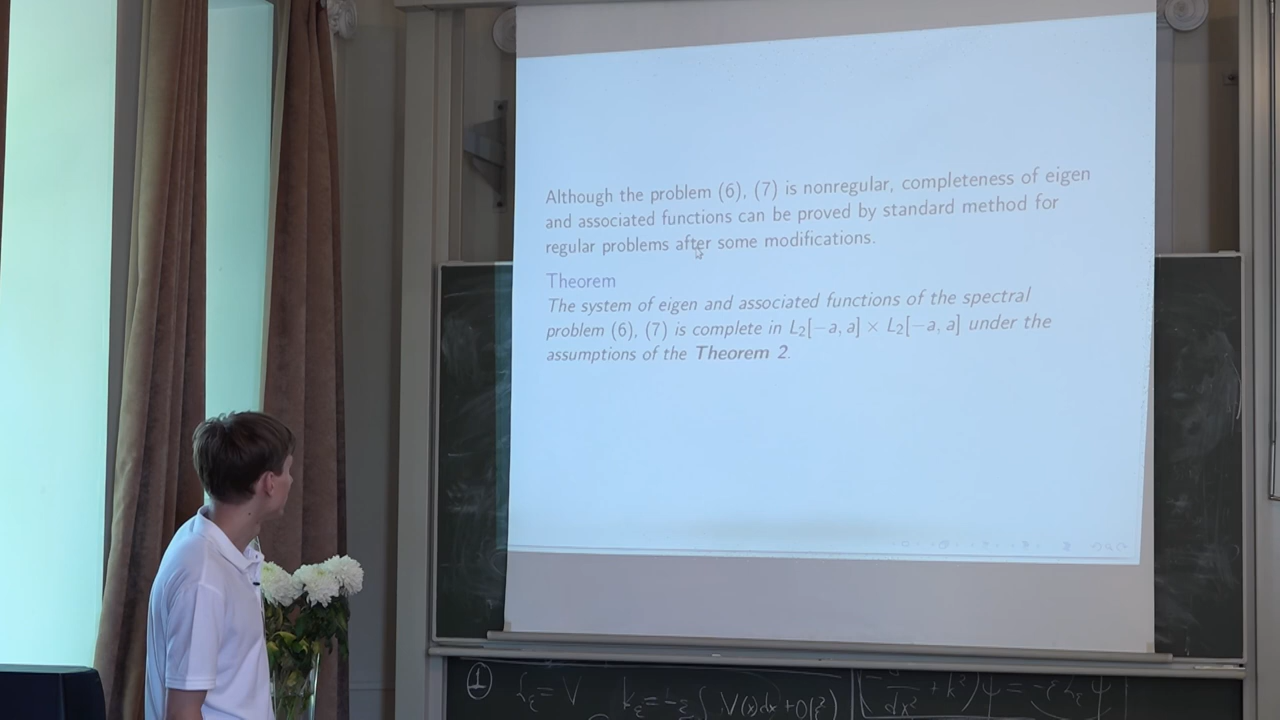 Although the problem (6), (7) is nonregular, completeness of eigen
and associated functions can be proved by standard method for
regular problems after some modifications.
Theorem
The system of eigen and associated functions of the spectral
problem (6), (7) is complete in L₂[−a, a] × L₂[−a, a] under the
assumptions of the Theorem 2.